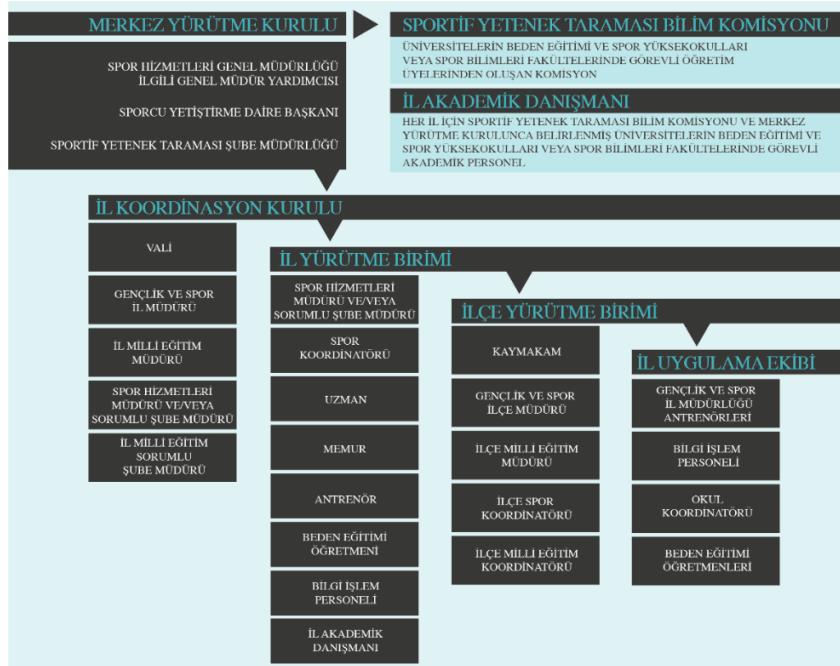 MERKEZ YÜRÜTME KURULU
SPOR HİZMETLERİ GENEL MÜDÜRLÜĞÜ
İLGİLİ GENEL MÜDÜR YARDIMCISI
SPORCU YETİŞTİRME DAİRE BAŞKANI
SPORTİF YETENEK TARAMASI ŞUBE MÜDÜRLÜĞÜ
SPORTİF YETENEK TARAMASI BİLİM KOMİSYONU
ÜNİVERSİTELERİN BEDEN EĞİTİMİ VE SPOR YÜKSEKOKULLARI
VEYA SPOR BİLİMLERİ FAKÜLTELERİNDE GÖREVLİ ÖĞRETİM
ÜYELERINDEN OLUŞAN KOMİSYON
İL AKADEMİK DANIŞMANI
HER İL İÇİN SPORTİF YETENEK TARAMASI BİLİM KOMİSYONU VE MERKEZ
YÜRÜTME KURULUNCA BELİRLENMİŞ ÜNİVERSİTELERİN BEDEN EĞİTİMİ VE
SPOR YÜKSEKOKULLARI VEYA SPOR BİLİMLERİ FAKÜLTELERİNDE GÖREVLİ
AKADEMİK PERSONEL
İL KOORDİNASYON KURULU
VALİ
GENÇLİK VE SPOR
İL MÜDÜRÜ
İL MİLLİ EĞİTİM
MÜDÜRÜ
SPOR HİZMETLERİ
MÜDÜRÜ VE/VEYA
SORUMLU ŞUBE MÜDÜRÜ
İL MİLLİ EĞİTİM
SORUMLU
ŞUBE MÜDÜRÜ
İL YÜRÜTME BİRİMİ
SPOR HİZMETLERİ
MÜDÜRÜ VE/VEYA
SORUMLU ŞUBE MÜDÜRÜ
SPOR
KOORDİNATÖRÜ
UZMAN
MEMUR
ANTRENÖR
BEDEN EĞİTİMİ
ÖĞRETMENİ
BİLGİ İŞLEM
PERSONELİ
İL AKADEMİK
DANIŞMANI
İLÇE YÜRÜTME BİRİMİ
KAYMAKAM
GENÇLİK VE SPOR
İLÇE MÜDÜRÜ
İLÇE MİLLİ EĞİTİM
MÜDÜRÜ
İLÇE SPOR
KOORDİNATÖRÜ
İLÇE MİLLİ EĞİTİM
KOORDİNATÖRÜ
İL UYGULAMA EKİBİ
GENÇLİK VE SPOR
İL MÜDÜRLÜĞÜ
ANTRENÖRLERİ
BİLGİ İŞLEM
PERSONELİ
OKUL
KOORDİNATÖRÜ
BEDEN EĞİTİMİ
ÖĞRETMENLERİ